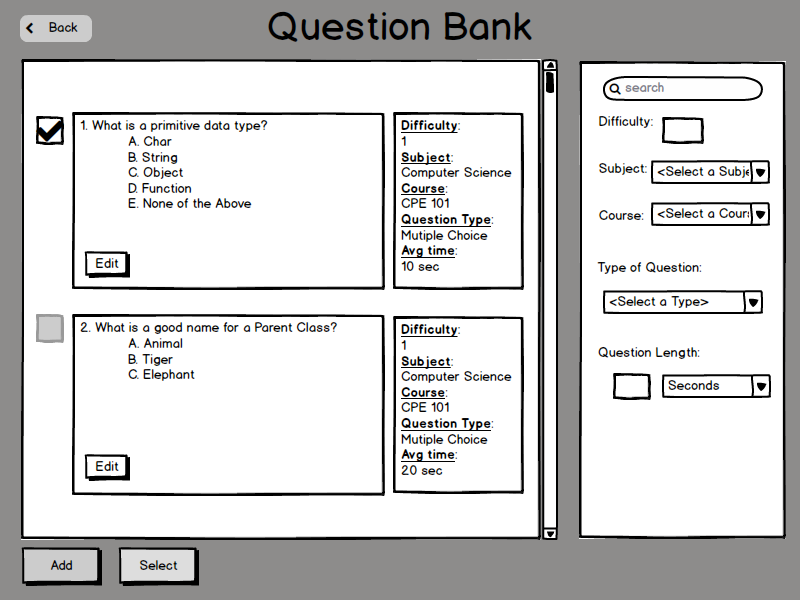 Back
Question Bank
1. What is a primitive data type?
A. Char
B. String
C. Object
D. Function
E. None of the Above
Edit
Difficulty:
1
Subject:
Computer Science
Course:
CPE 101
Question Type:
Mutiple Choice
Avg time:
10 sec
2. What is a good name for a Parent Class?
A. Animal
B. Tiger
C. Elephant
Edit
Difficulty:
1
Subject:
Computer Science
Course:
CPE 101
Question Type:
Mutiple Choice
Avg time:
20 sec
search
Difficulty:
Subject: <Select a Subje
Course: <Select a Cours
Type of Question:
<Select a Type>
Question Length:
Seconds
Add
Select